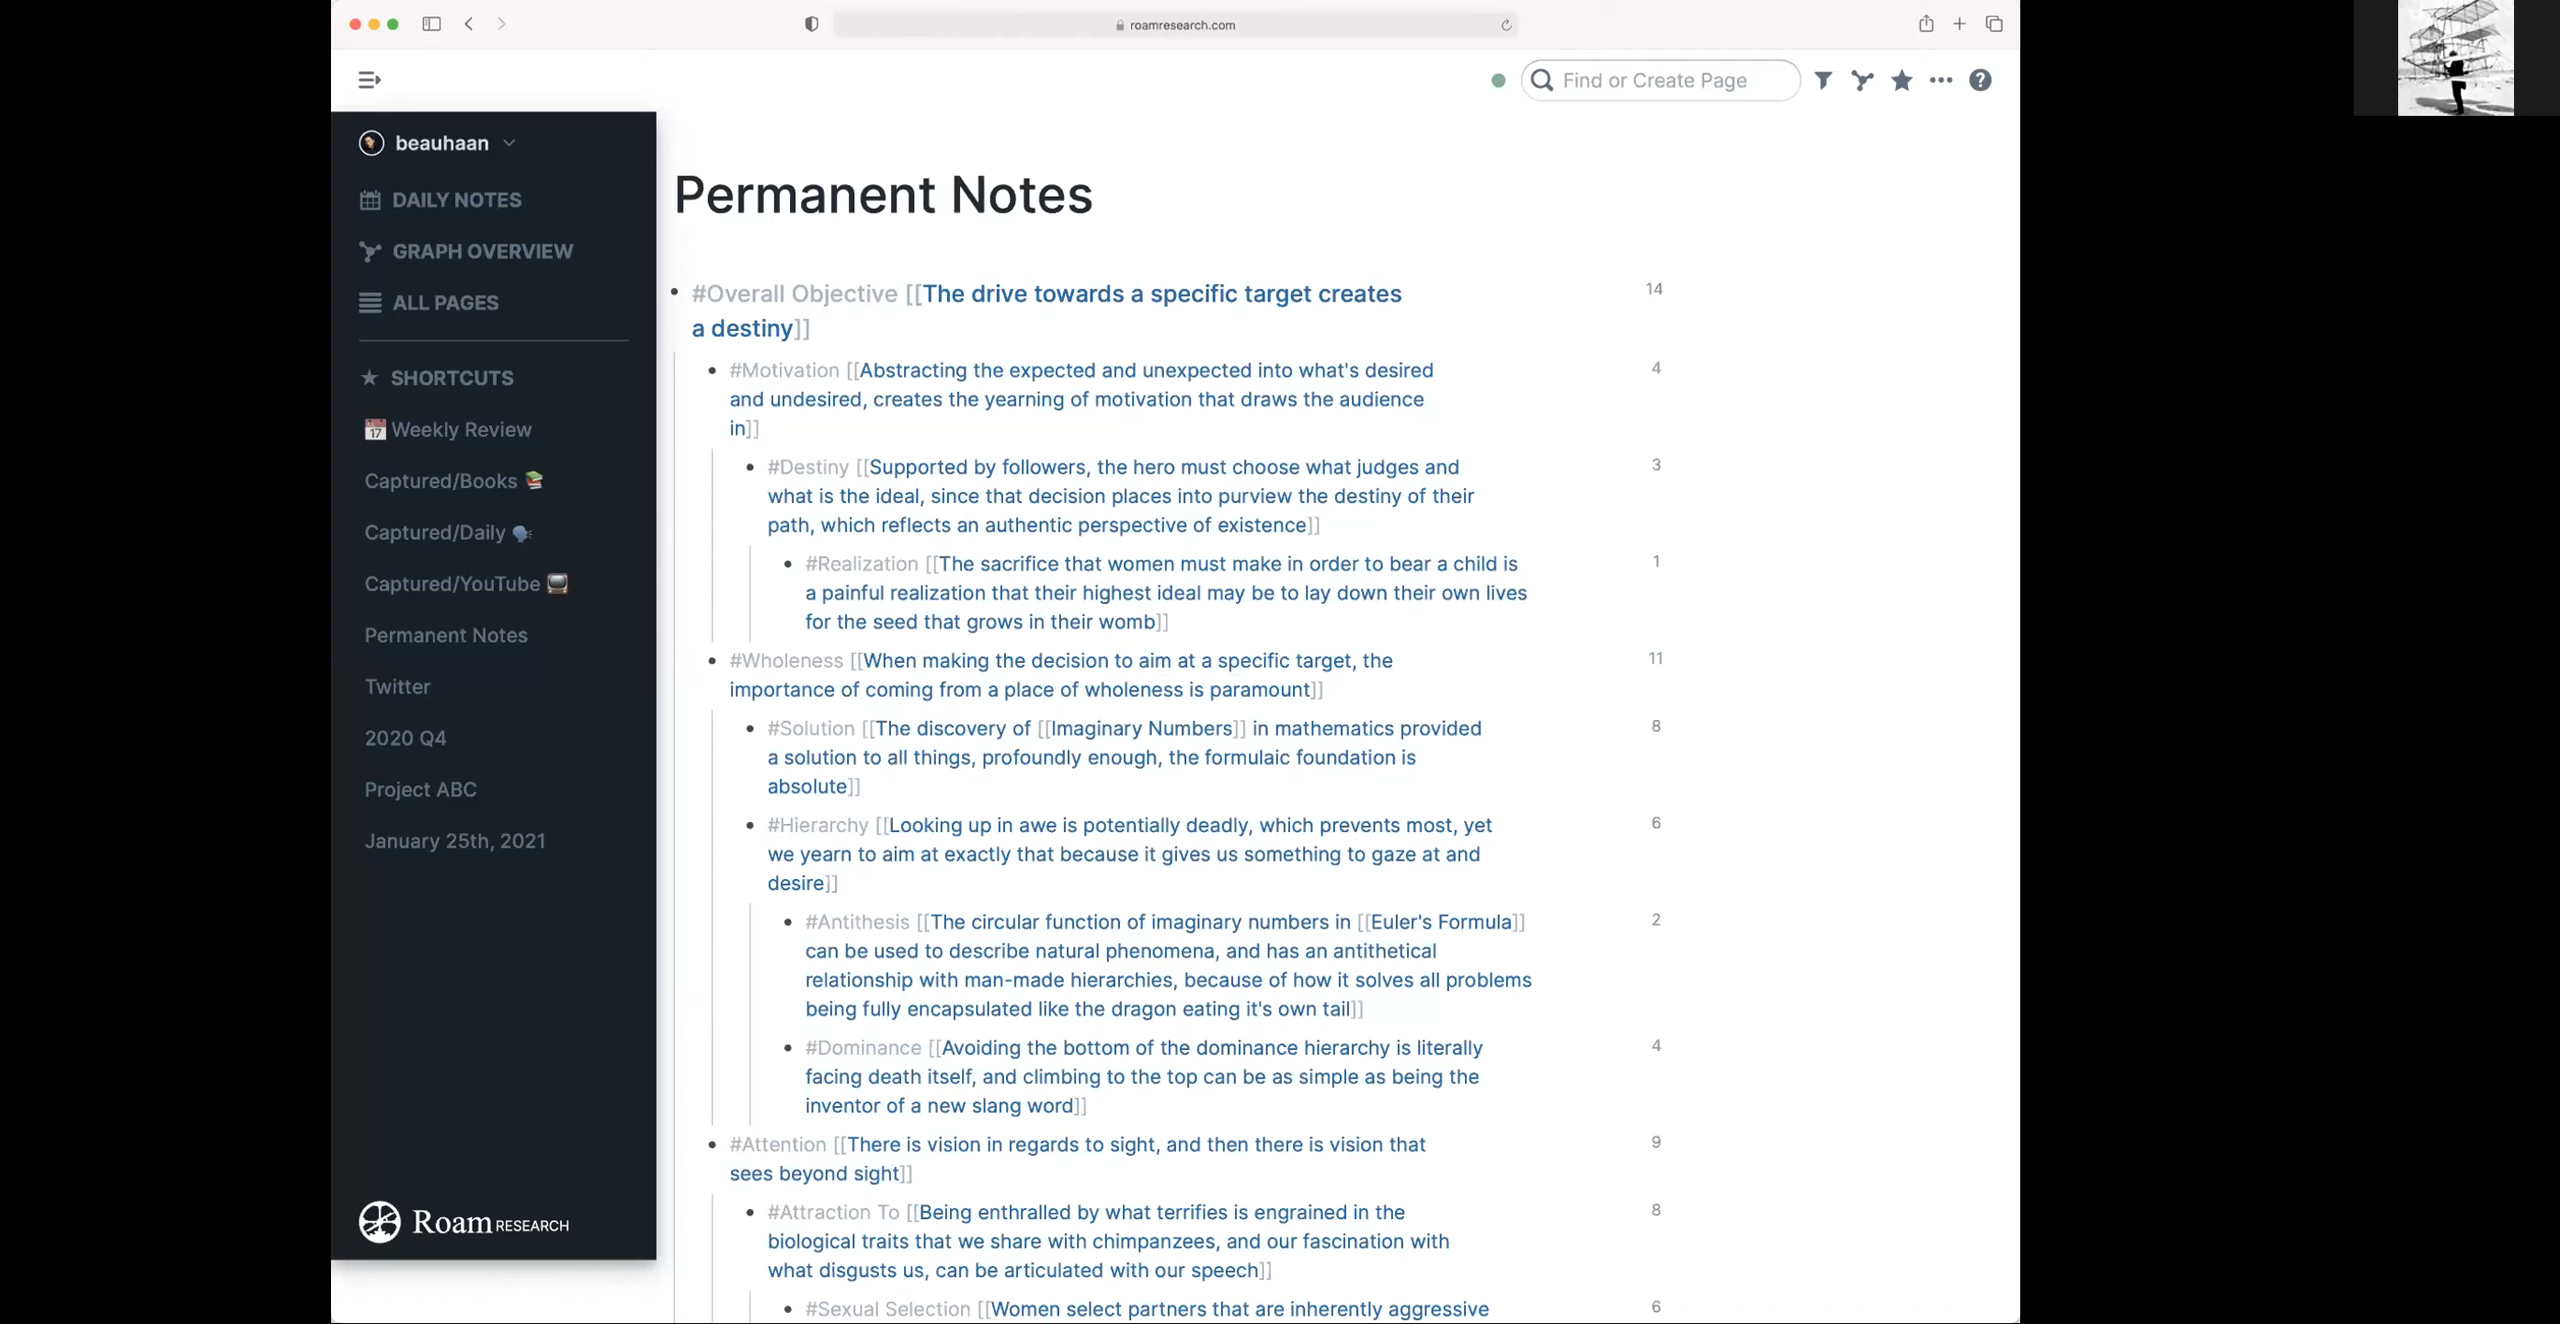 roamresearch.com
Find or Create Page
beauhaan
DAILY NOTES
GRAPH OVERVIEW
ALL PAGES
SHORTCUTS
17 Weekly Review
Captured/Books
Captured/Daily
Captured/YouTube
Permanent Notes
Twitter
2020 Q4
Project ABC
January 25th, 2021
Roam RESEARCH
Permanent Notes
#Overall Objective [[The drive towards a specific target creates 14
a destiny]]
#Motivation [[Abstracting the expected and unexpected into what's desired 4
and undesired, creates the yearning of motivation that draws the audience
in]]
#Destiny [[Supported by followers, the hero must choose what judges and 3
what is the ideal, since that decision places into purview the destiny of their
path, which reflects an authentic perspective of existence]]
#Realization [[The sacrifice that women must make in order to bear a child is 1
a painful realization that their highest ideal may be to lay down their own lives
for the seed that grows in their womb]]
#Wholeness [[When making the decision to aim at a specific target, the 11
importance of coming from a place of wholeness is paramount]]
#Solution [[The discovery of [[Imaginary Numbers]] in mathematics provided 8
a solution to all things, profoundly enough, the formulaic foundation is
absolute]]
#Hierarchy [[Looking up in awe is potentially deadly, which prevents most, yet 6
we yearn to aim at exactly that because it gives us something to gaze at and
desire]]
#Antithesis [[The circular function of imaginary numbers in [[Euler's Formula]] 2
can be used to describe natural phenomena, and has an antithetical
relationship with man-made hierarchies, because of how it solves all problems
being fully encapsulated like the dragon eating it's own tail]]
#Dominance [[Avoiding the bottom of the dominance hierarchy is literally 4
facing death itself, and climbing to the top can be as simple as being the
inventor of a new slang word]]
#Attention [[There is vision in regards to sight, and then there is vision that 9
sees beyond sight]]
#Attraction To [[Being enthralled by what terrifies is engrained in the 8
biological traits that we share with chimpanzees, and our fascination with
what disgusts us, can be articulated with our speech]]
#Sexual Selection [[Women select partners that are inherently aggressive 6